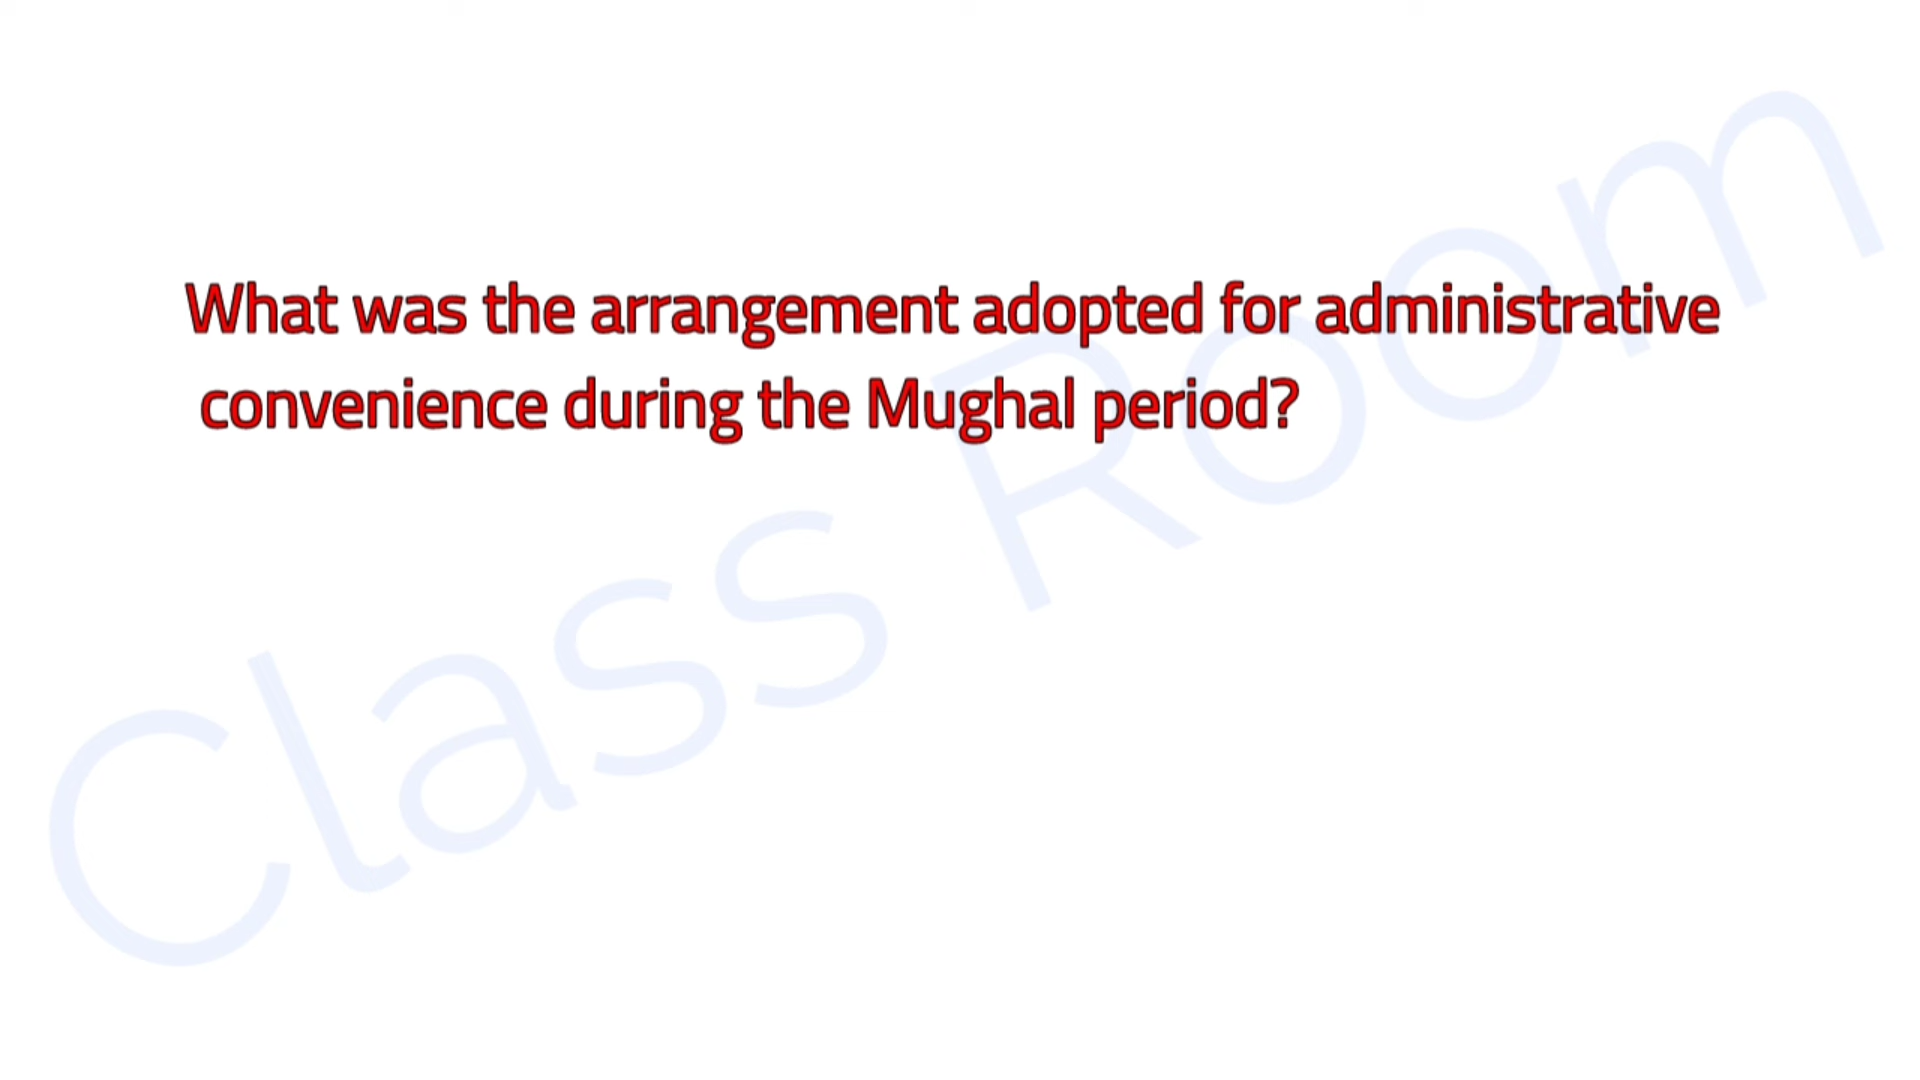 What was the arrangement adopted for administrative
convenience during the Mughal period?
Class Room